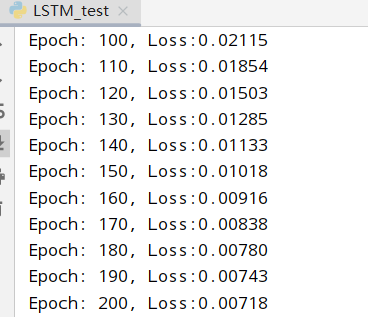 LSTM_test
Epoch: 100, Loss:0.02115
Epoch: 110, Loss:0.01854
Epoch: 120, Loss:0.01503
Epoch: 130, Loss:0.01285
Epoch: 140, Loss:0.01133
Epoch: 150, Loss:0.01018
Epoch: 160, Loss:0.00916
Epoch: 170, Loss:0.00838
Epoch: 180, Loss:0.00780
Epoch: 190, Loss:0.00743
Epoch: 200, Loss:0.00718